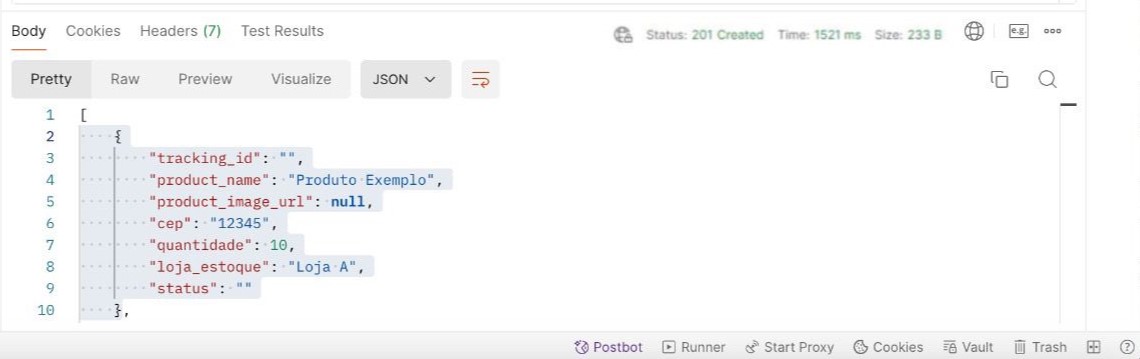 Body Cookies Headers (7) Test Results Status: 201 Created Time: 1521 ms Size: 233 B e.g.
Pretty Raw Preview Visualize JSON
1 [
2 {
3 "tracking_id": "",
4 "product_name": "Produto Exemplo",
5 "product_image_url": null,
6 "cep": "12345",
7 "quantidade": 10,
8 "loja_estoque": "Loja A",
9 "status": ""
10 },
Postbot Runner Start Proxy Cookies Vault Trash